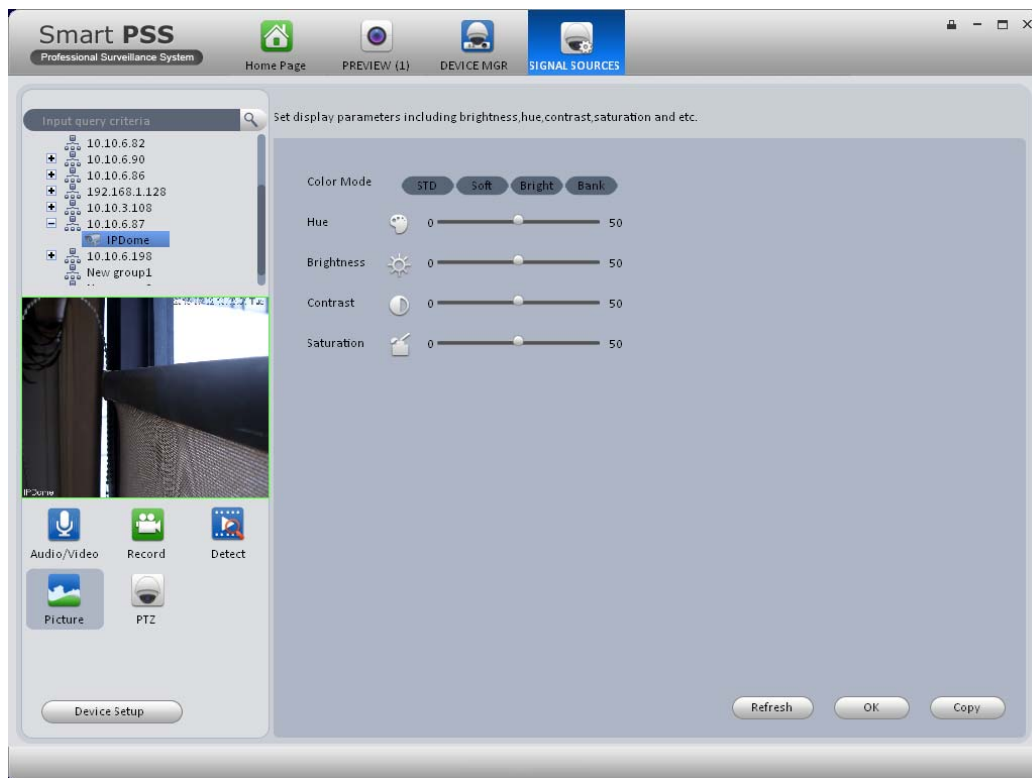 Smart PSS
Professional Surveillance System
Home Page
PREVIEW (1)
DEVICE MGR
SIGNAL SOURCES
Input query criteria
Set display parameters including brightness,hue,contrast,saturation and etc.
10.10.6.82
10.10.6.90
10.10.6.86
192.168.1.128
10.10.3.108
10.10.6.87
IPDome
10.10.6.198
New group1
Color Mode STD Soft Bright Bank
Hue 0 50
Brightness 0 50
Contrast 0 50
Saturation 0 50
IPDome
Audio/Video Record Detect
Picture PTZ
Device Setup
Refresh OK Copy